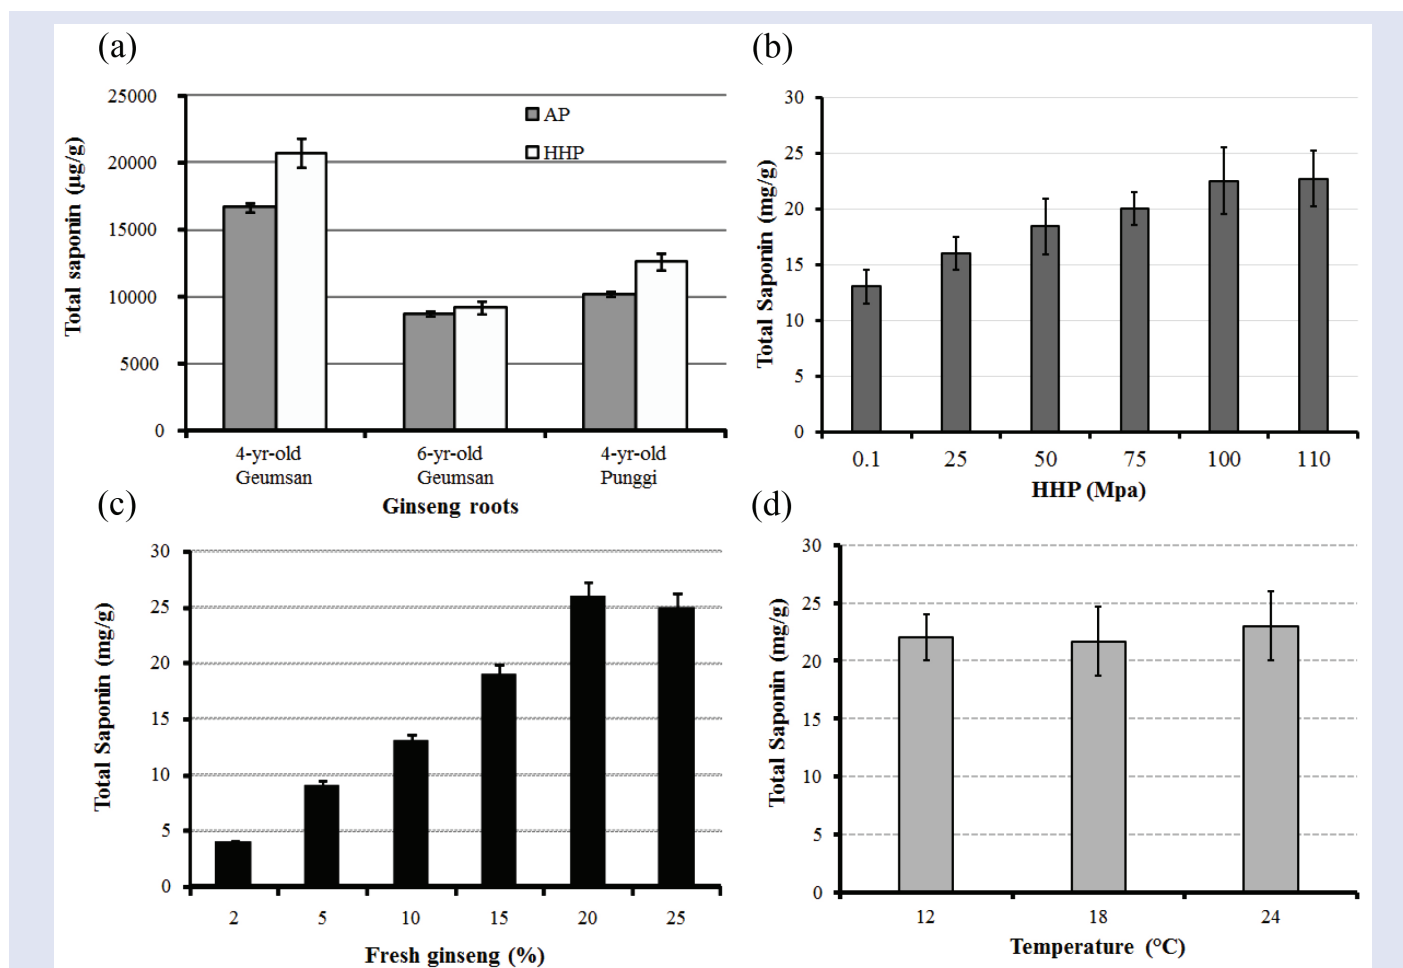 (a)
Total saponin (µg/g)
25000
20000
15000
10000
5000
0
AP
HHP
4-yr-old
Geumsan
6-yr-old
Geumsan
4-yr-old
Punggi
Ginseng roots
(b)
Total Saponin (mg/g)
30
25
20
15
10
5
0
0.1 25 50 75 100 110
HHP (Mpa)
(c)
Total Saponin (mg/g)
30
25
20
15
10
5
0
2 5 10 15 20 25
Fresh ginseng (%)
(d)
Total Saponin (mg/g)
30
25
20
15
10
5
0
12 18 24
Temperature (°C)